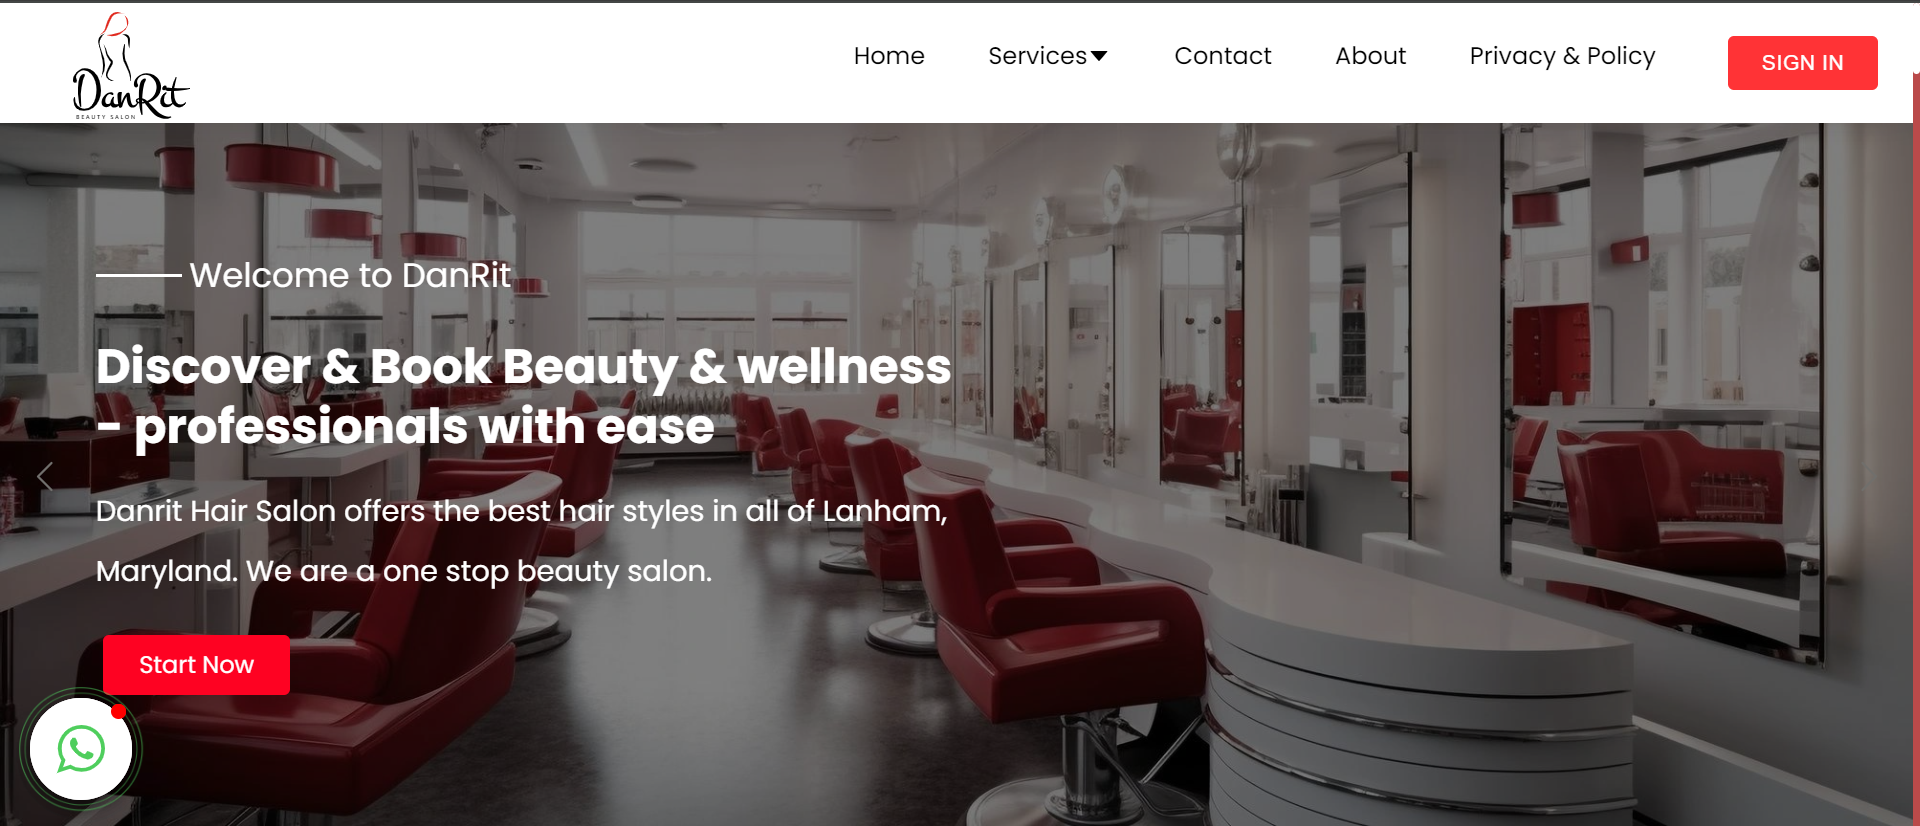 DanRit
BEAUTY SALON
Home
Services
Contact
About
Privacy & Policy
SIGN IN
Welcome to DanRit
Discover & Book Beauty & wellness
- professionals with ease
Danrit Hair Salon offers the best hair styles in all of Lanham,
Maryland. We are a one stop beauty salon.
Start Now